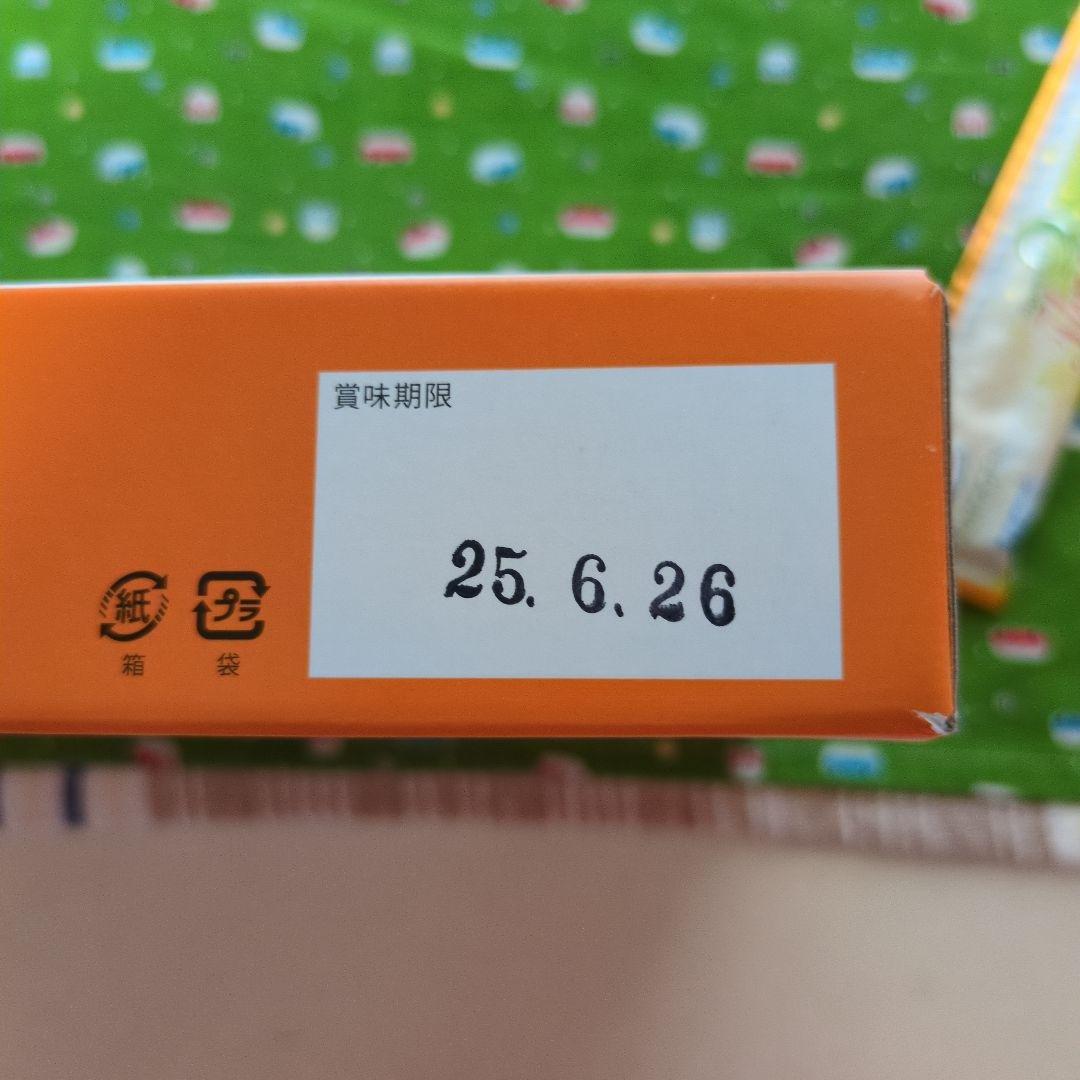 賞味期限
25. 6. 26
紙 プラ
箱 袋